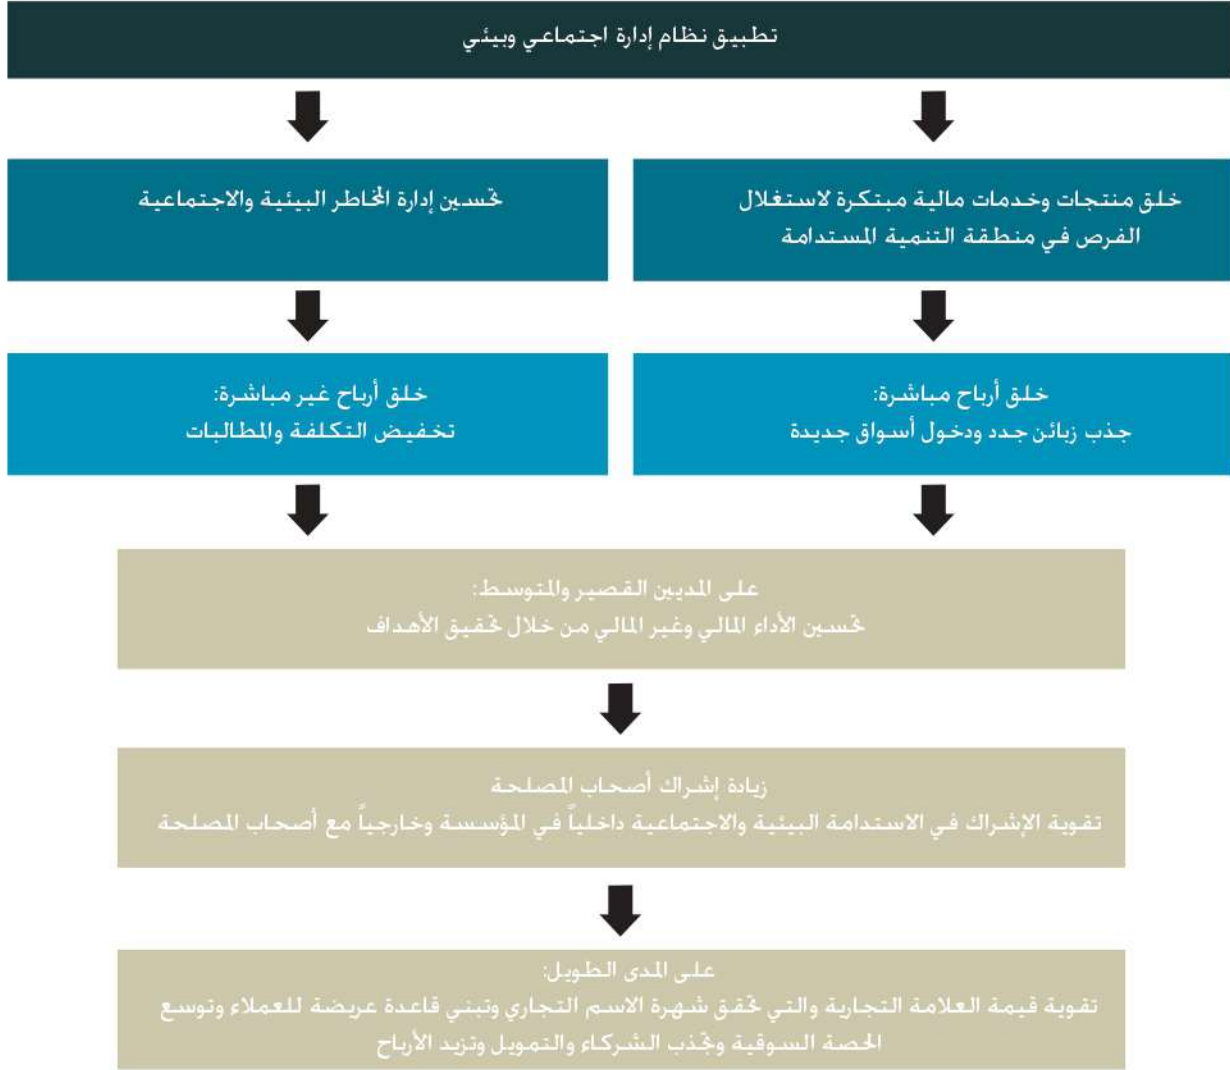 تطبيق نظام إدارة اجتماعي وبيئي
خلق منتجات وخدمات مالية مبتكرة لاستغلال
الفرص في منطقة التنمية المستدامة
تحسين إدارة المخاطر البيئية والاجتماعية
خلق أرباح مباشرة:
جذب زبائن جدد ودخول أسواق جديدة
خلق أرباح غير مباشرة:
تخفيض التكلفة والمطالبات
على المديين القصير والمتوسط:
تحسين الأداء المالي وغير المالي من خلال تحقيق الأهداف
زيادة إشراك أصحاب المصلحة
تقوية الإشراك في الاستدامة البيئية والاجتماعية داخلياً في المؤسسة وخارجياً مع أصحاب المصلحة
على المدى الطويل:
تقوية قيمة العلامة التجارية والتي تحقق شهرة الاسم التجاري وتبني قاعدة عريضة للعملاء وتوسع
الحصة السوقية وتجذب الشركاء والتمويل وتزيد الأرباح